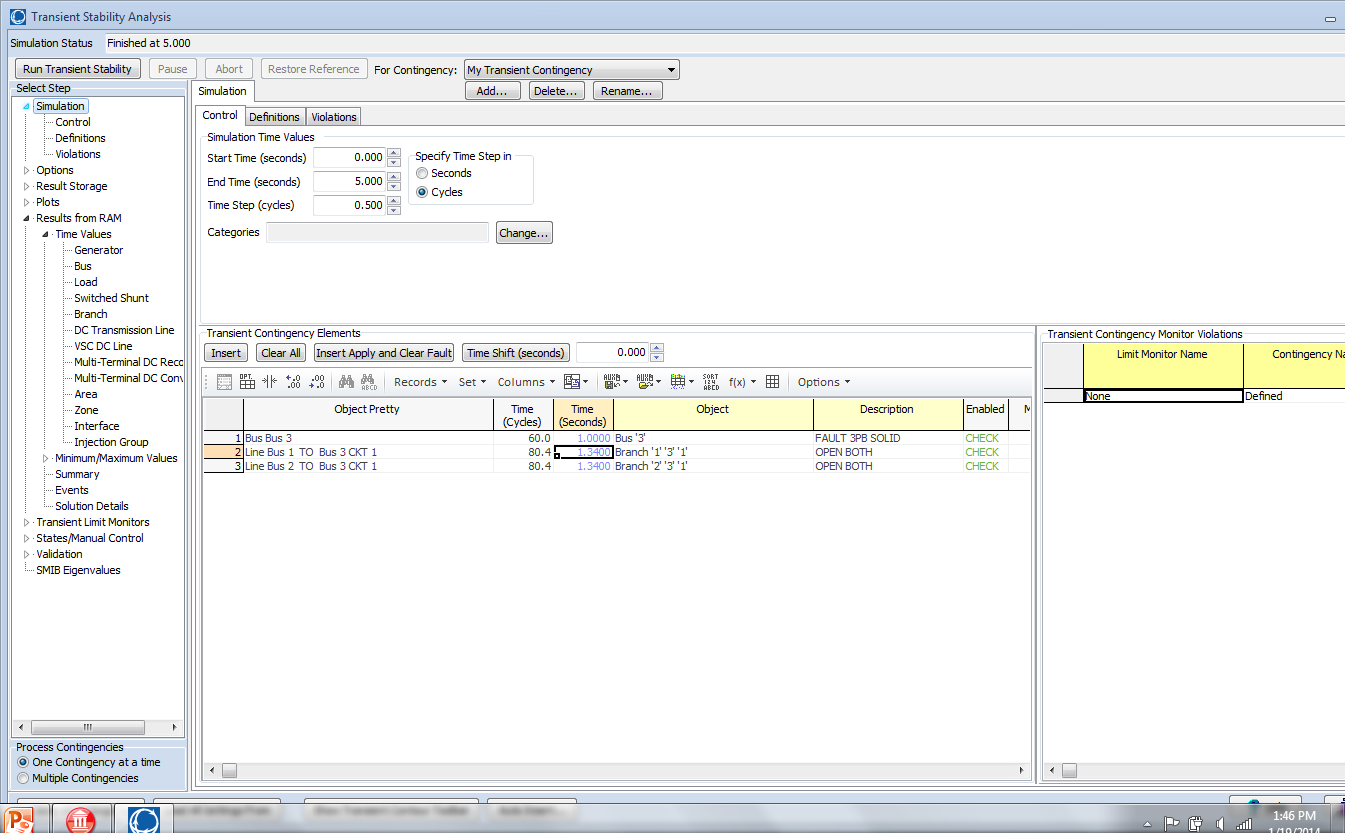 Transient Stability Analysis
Simulation Status Finished at 5.000
Run Transient Stability Pause Abort Restore Reference For Contingency: My Transient Contingency
Add... Delete... Rename...
Select Step
Simulation
Control
Definitions
Violations
Options
Result Storage
Plots
Results from RAM
Time Values
Generator
Bus
Load
Switched Shunt
Branch
DC Transmission Line
VSC DC Line
Multi-Terminal DC Reco
Multi-Terminal DC Conv
Area
Zone
Interface
Injection Group
Minimum/Maximum Values
Summary
Events
Solution Details
Transient Limit Monitors
States/Manual Control
Validation
SMIB Eigenvalues
Process Contingencies
One Contingency at a time
Multiple Contingencies
Simulation
Control Definitions Violations
Simulation Time Values
Start Time (seconds) 0.000
End Time (seconds) 5.000
Time Step (cycles) 0.500
Specify Time Step in
Seconds
Cycles
Categories Change...
Transient Contingency Elements
Insert Clear All Insert Apply and Clear Fault Time Shift (seconds) 0.000
Records Set Columns AUXB AUXB SORT 124 ABED f(x) Options
Object Pretty Time (Cycles) Time (Seconds) Object Description Enabled M
1 Bus Bus 3 60.0 1.0000 Bus '3' FAULT 3PB SOLID CHECK
2 Line Bus 1 TO Bus 3 CKT 1 80.4 1.3400 Branch '1' '3' '1' OPEN BOTH CHECK
3 Line Bus 2 TO Bus 3 CKT 1 80.4 1.3400 Branch '2' '3' '1' OPEN BOTH CHECK
Transient Contingency Monitor Violations
Limit Monitor Name Contingency Na
None Defined
1:46 PM
1/19/2014